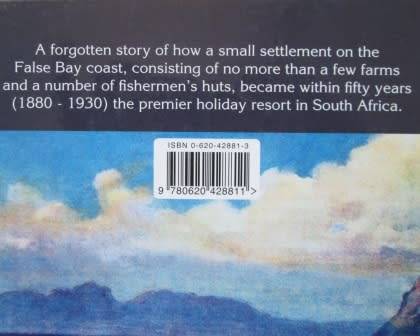 A forgotten story of how a small settlement on the
False Bay coast, consisting of no more than a few farms
and a number of fishermen's huts, became within fifty years
(1880 - 1930) the premier holiday resort in South Africa.
ISBN 0-620-42881-3
9 780620 428811 >